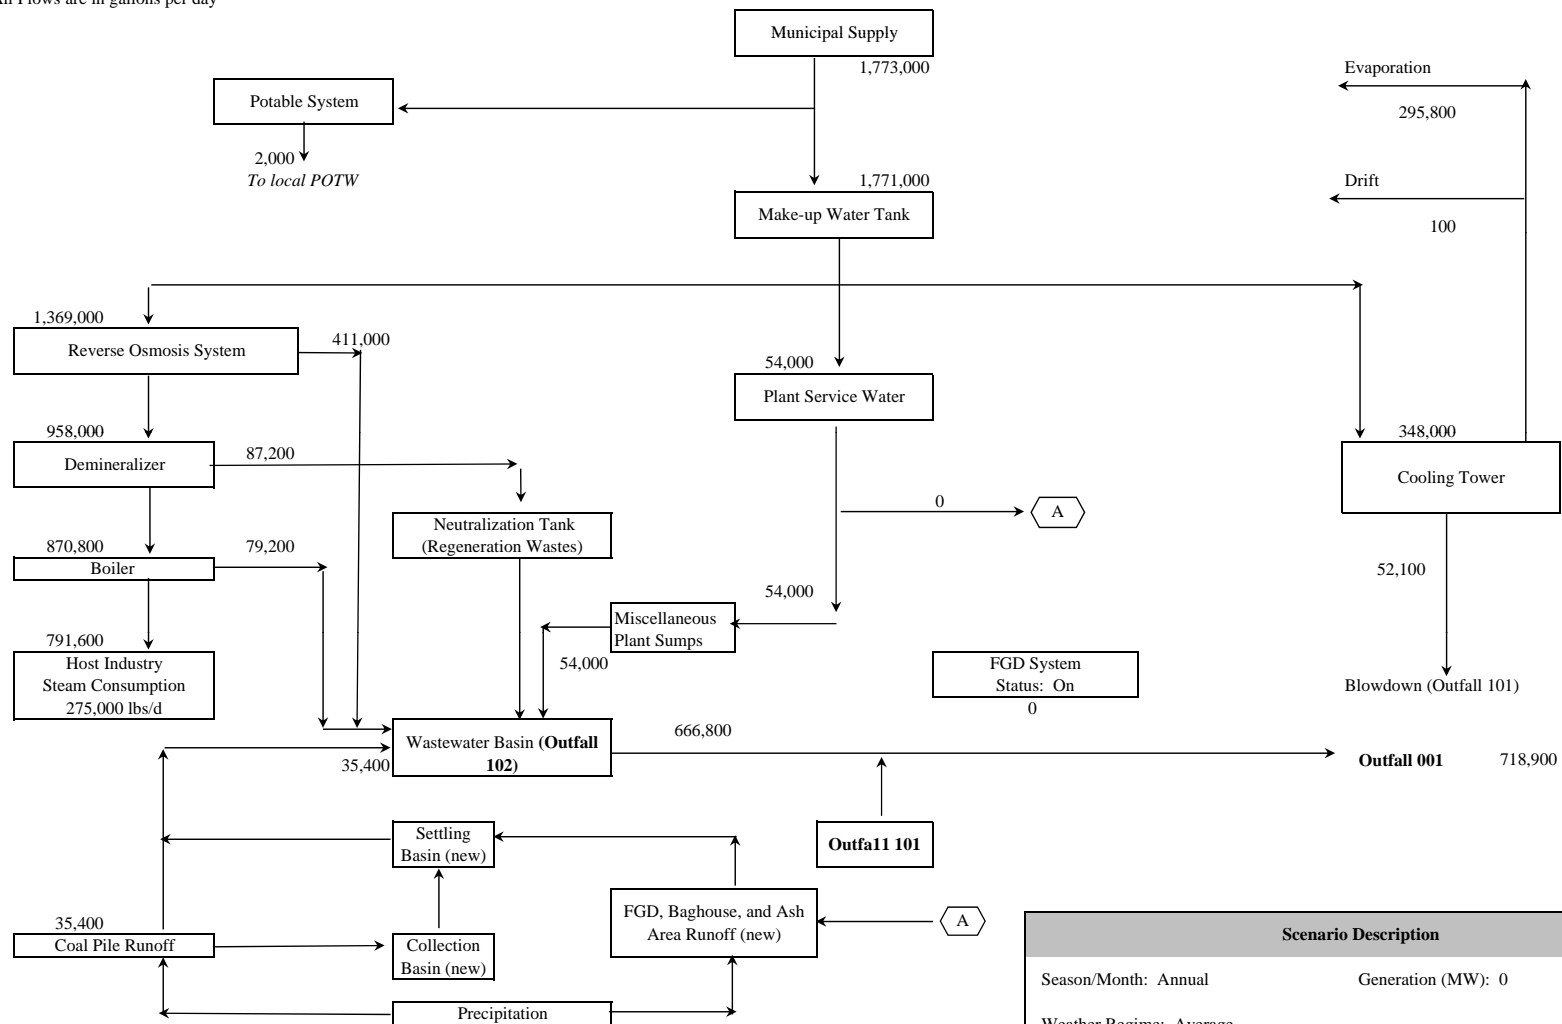 All Flows are in gallons per day
Municipal Supply
1,773,000
Evaporation
Potable System
295,800
2,000
To local POTW
1,771,000
Drift
Make-up Water Tank
100
1,369,000
411,000
Reverse Osmosis System
54,000
Plant Service Water
958,000
348,000
87,200
Demineralizer
Cooling Tower
0
A
Neutralization Tank
(Regeneration Wastes)
870,800
79,200
Boiler
52,100
54,000
Miscellaneous
Plant Sumps
791,600
Host Industry
Steam Consumption
275,000 lbs/d
54,000
FGD System
Status: On
0
Blowdown (Outfall 101)
666,800
Wastewater Basin (Outfall
102)
35,400
Outfall 001
718,900
Settling
Basin (new)
Outfa11 101
FGD, Baghouse, and Ash
Area Runoff (new)
A
35,400
Coal Pile Runoff
Collection
Basin (new)
Scenario Description
Season/Month: Annual
Generation (MW): 0
Precipitation
Weather Regime: Average